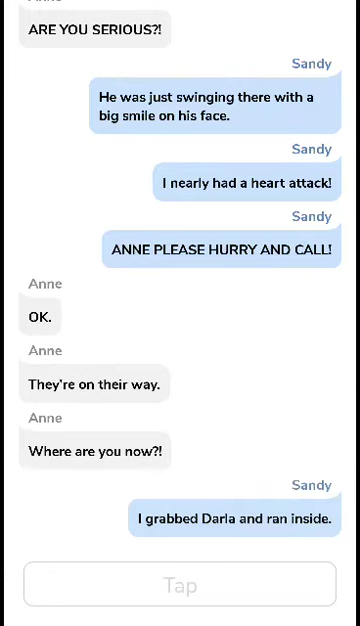 Anne
ARE YOU SERIOUS?!
Sandy
He was just swinging there with a
big smile on his face.
Sandy
I nearly had a heart attack!
Sandy
ANNE PLEASE HURRY AND CALL!
Anne
OK.
Anne
They're on their way.
Anne
Where are you now?!
Sandy
I grabbed Darla and ran inside.
Tap